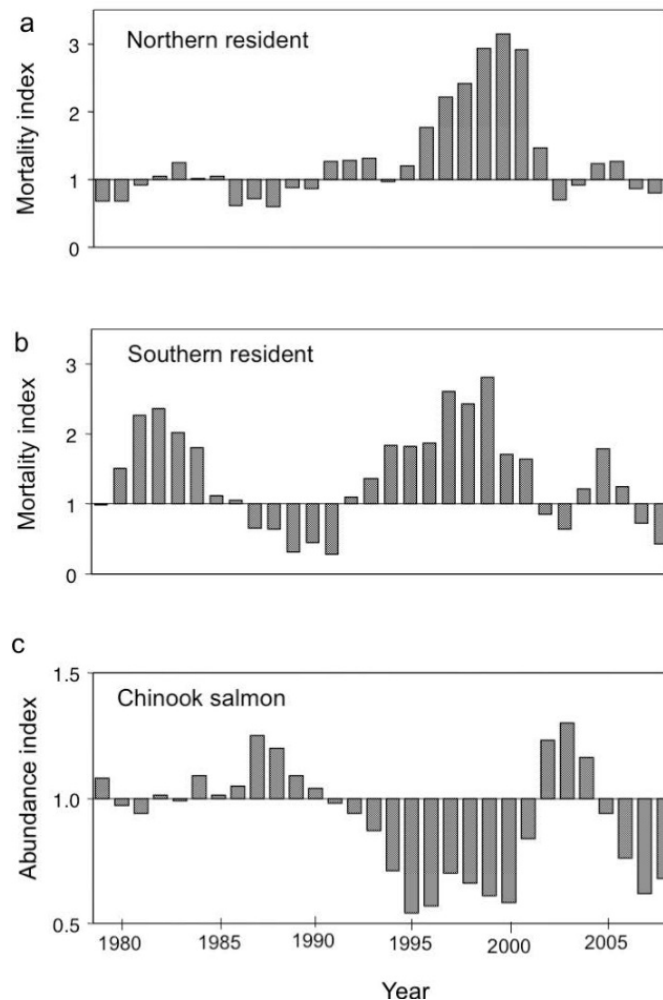 a
Northern resident
3
2
1
0
Mortality index
b
Southern resident
3
2
1
0
Mortality index
c
Chinook salmon
1.5
1.0
0.5
Abundance index
1980 1985 1990 1995 2000 2005
Year